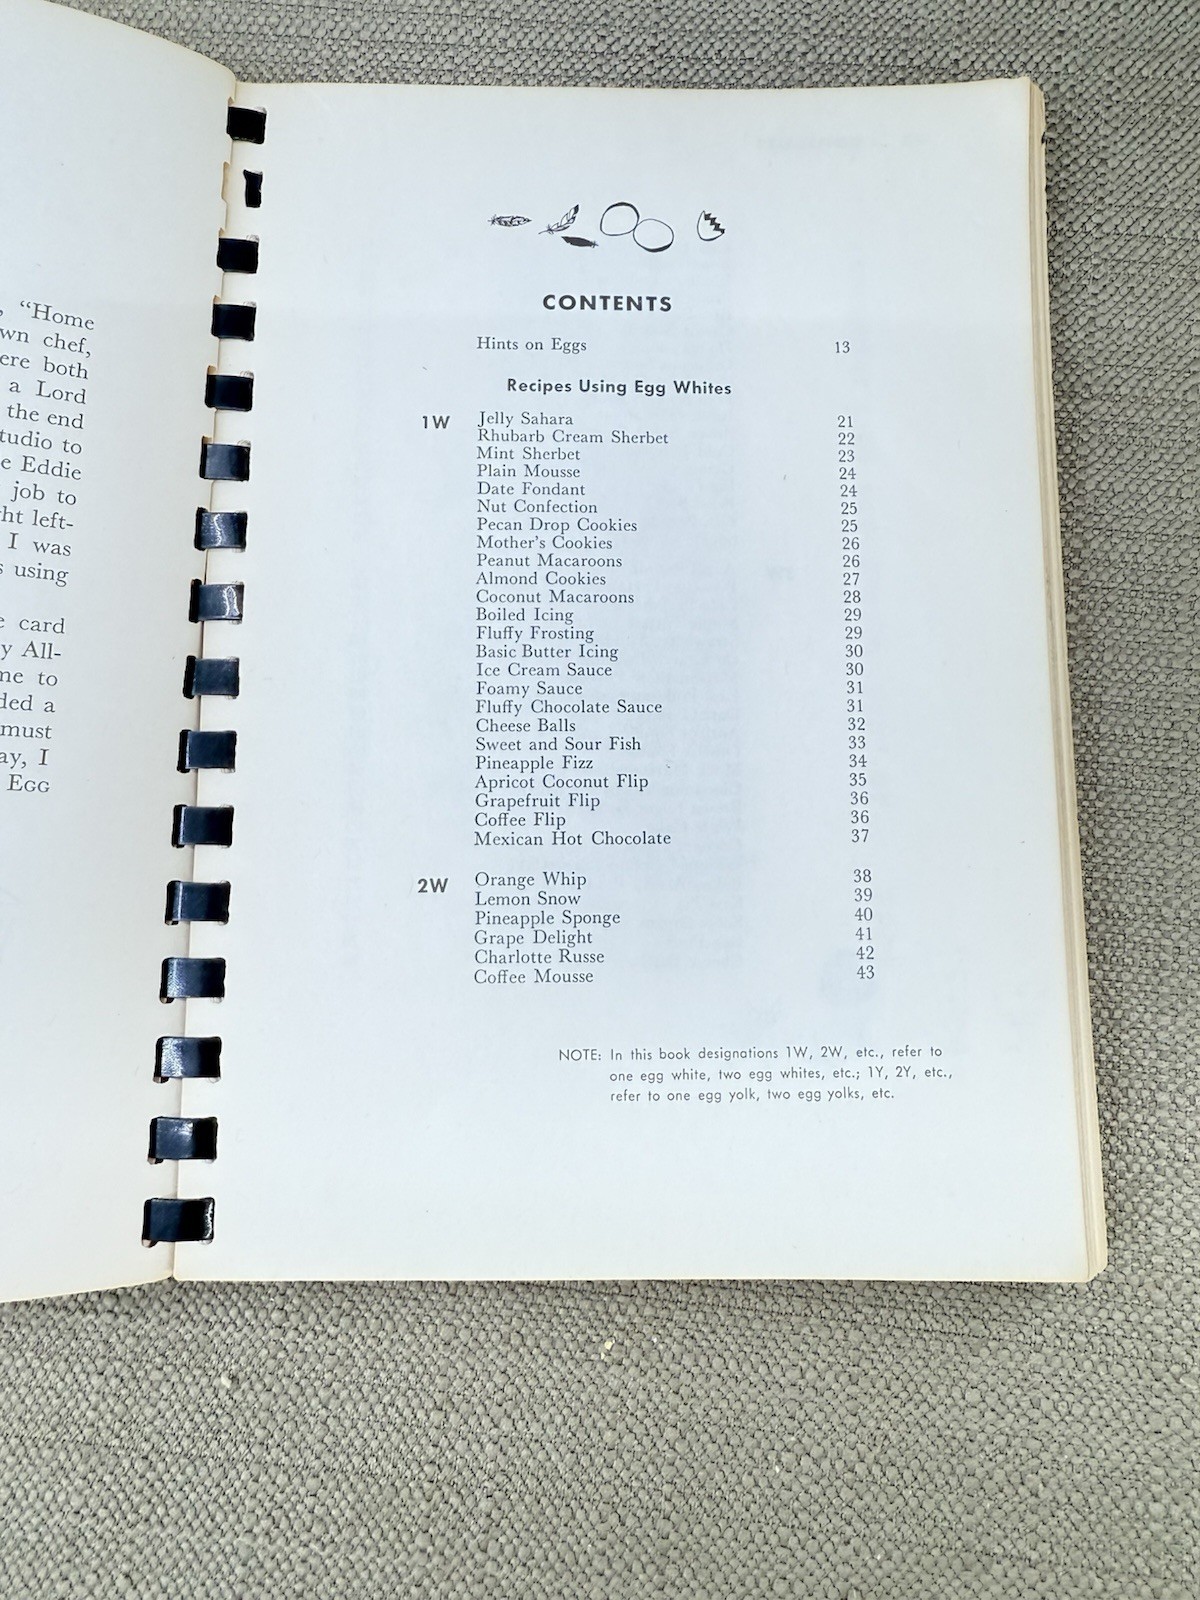 , “Home
wn chef,
ere both
a Lord
the end
tudio to
e Eddie
job to
ht left-
I was
s using
e card
y All-
me to
ded a
must
ay, I
EGG
CONTENTS
Hints on Eggs 13
Recipes Using Egg Whites
1W Jelly Sahara 21
Rhubarb Cream Sherbet 22
Mint Sherbet 23
Plain Mousse 24
Date Fondant 24
Nut Confection 25
Pecan Drop Cookies 25
Mother's Cookies 26
Peanut Macaroons 26
Almond Cookies 27
Coconut Macaroons 28
Boiled Icing 29
Fluffy Frosting 29
Basic Butter Icing 30
Ice Cream Sauce 30
Foamy Sauce 31
Fluffy Chocolate Sauce 31
Cheese Balls 32
Sweet and Sour Fish 33
Pineapple Fizz 34
Apricot Coconut Flip 35
Grapefruit Flip 36
Coffee Flip 36
Mexican Hot Chocolate 37
2W Orange Whip 38
Lemon Snow 39
Pineapple Sponge 40
Grape Delight 41
Charlotte Russe 42
Coffee Mousse 43
NOTE: In this book designations 1W, 2W, etc., refer to
one egg white, two egg whites, etc.; 1Y, 2Y, etc.,
refer to one egg yolk, two egg yolks, etc.